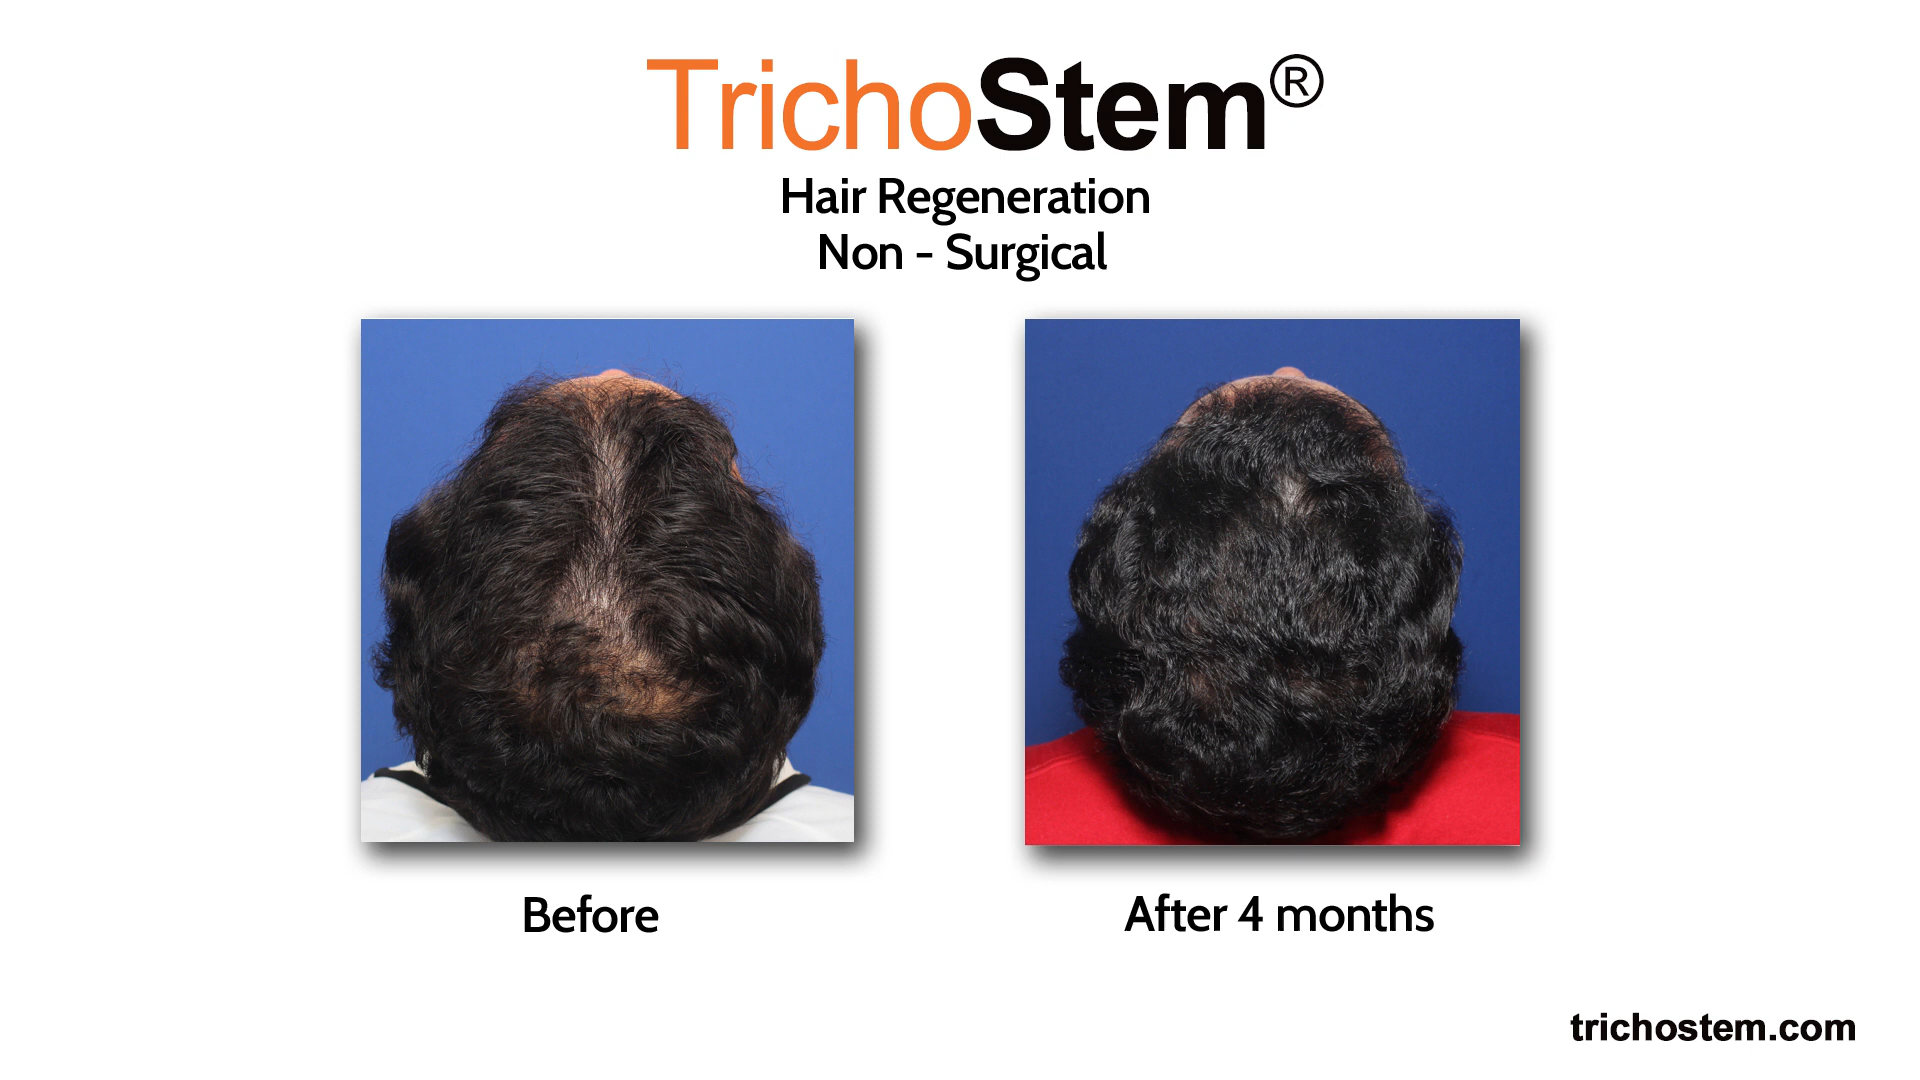 TrichoStem®
Hair Regeneration
Non - Surgical
Before
After 4 months
trichostem.com